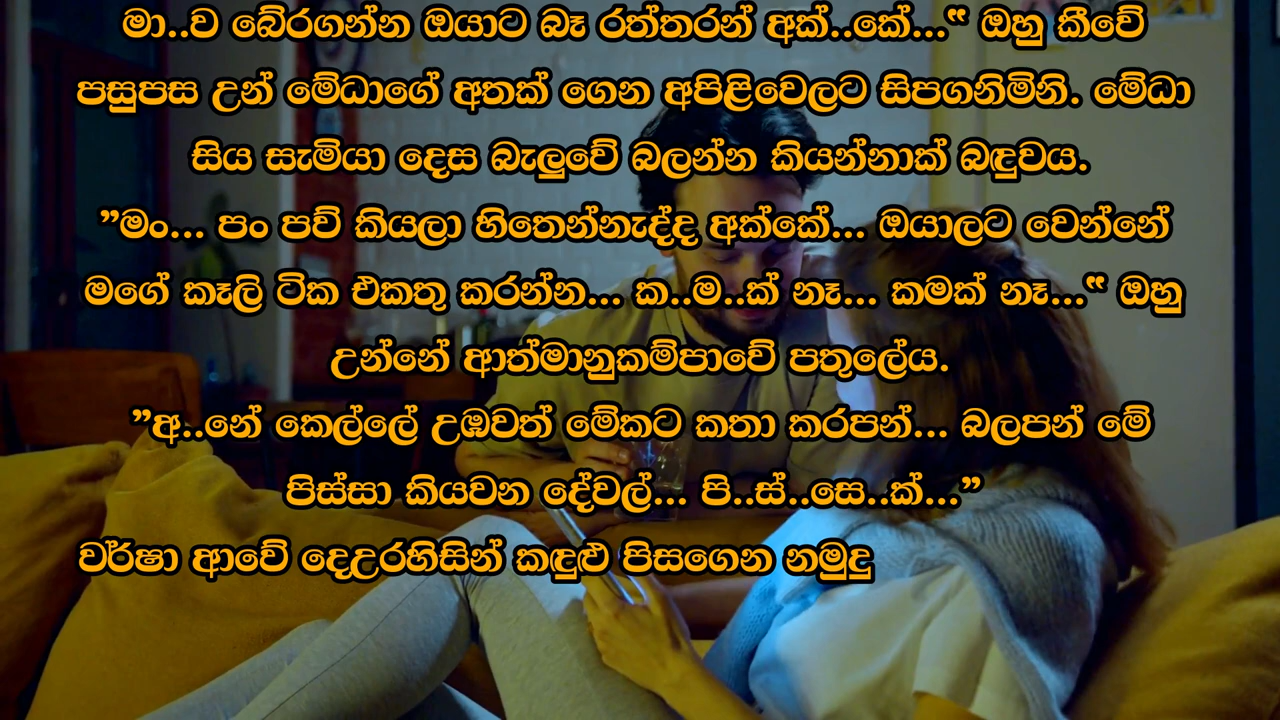 මා..ව බේරගන්න ඔයාට බෑ රත්තරන් අක්..කේ...“ ඔහු කීවේ
පසුපස උන් මේධාගේ අතක් ගෙන අපිළිවෙලට සිපගනිමිනි. මේධා
සිය සැමියා දෙස බැලුවේ බලන්න කියන්නාක් බඳුවය.
”මං... පං පව් කියලා හිතෙන්නැද්ද අක්කේ... ඔයාලට වෙන්නේ
මගේ කෑලි ටික එකතු කරන්න... ක..ම..ක් නෑ... කමක් නෑ...“ ඔහු
උන්නේ ආත්මානුකම්පාවේ පතුලේය.
”අ..නේ කෙල්ලේ උඹවත් මේකට කතා කරපන්... බලපන් මේ
පිස්සා කියවන දේවල්... පි..ස්..සෙ..ක්...”
වර්ෂා ආවේ දෙඋරහිසින් කඳුළු පිසගෙන නමුදු